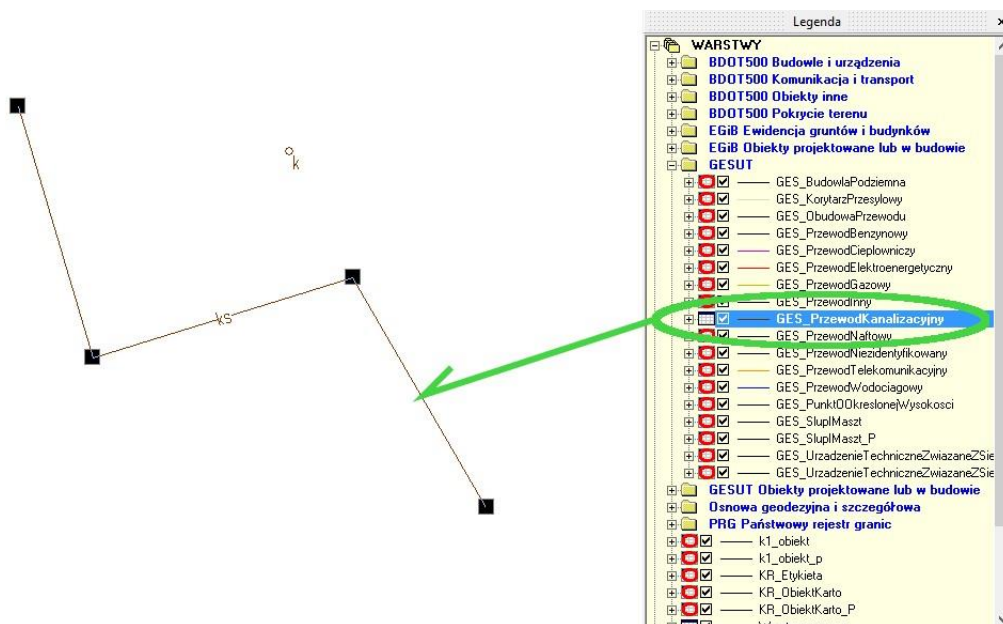 Legenda
WARSTWY
BDOT500 Budowle i urządzenia
BDOT500 Komunikacja i transport
BDOT500 Obiekty inne
BDOT500 Pokrycie terenu
EGiB Ewidencja gruntów i budynków
EGiB Obiekty projektowane lub w budowie
GESUT
GES_BudowlaPodziemna
GES_KorytarzPrzesylowy
GES_ObudowaPrzewodu
GES_PrzewodBenzynowy
GES_PrzewodCieplowniczy
GES_PrzewodElektroenergetyczny
GES_PrzewodGazowy
GES_PrzewodInny
GES_PrzewodKanalizacyjny
GES_PrzewodNaftowy
GES_PrzewodNiezidentyfikowany
GES_PrzewodTelekomunikacyjny
GES_PrzewodWodociagowy
GES_PunktOOkreslonejWysokosci
GES_SlupIMaszt
GES_SlupIMaszt_P
GES_UrzadzenieTechniczneZwiazaneZSie
GES_UrzadzenieTechniczneZwiazaneZSie
GESUT Obiekty projektowane lub w budowie
Osnowa geodezyjna i szczegółowa
PRG Państwowy rejestr granic
k1_obiekt
k1_obiekt_p
KR_Etykieta
KR_ObiektKarto
KR_ObiektKarto_P
k
ks